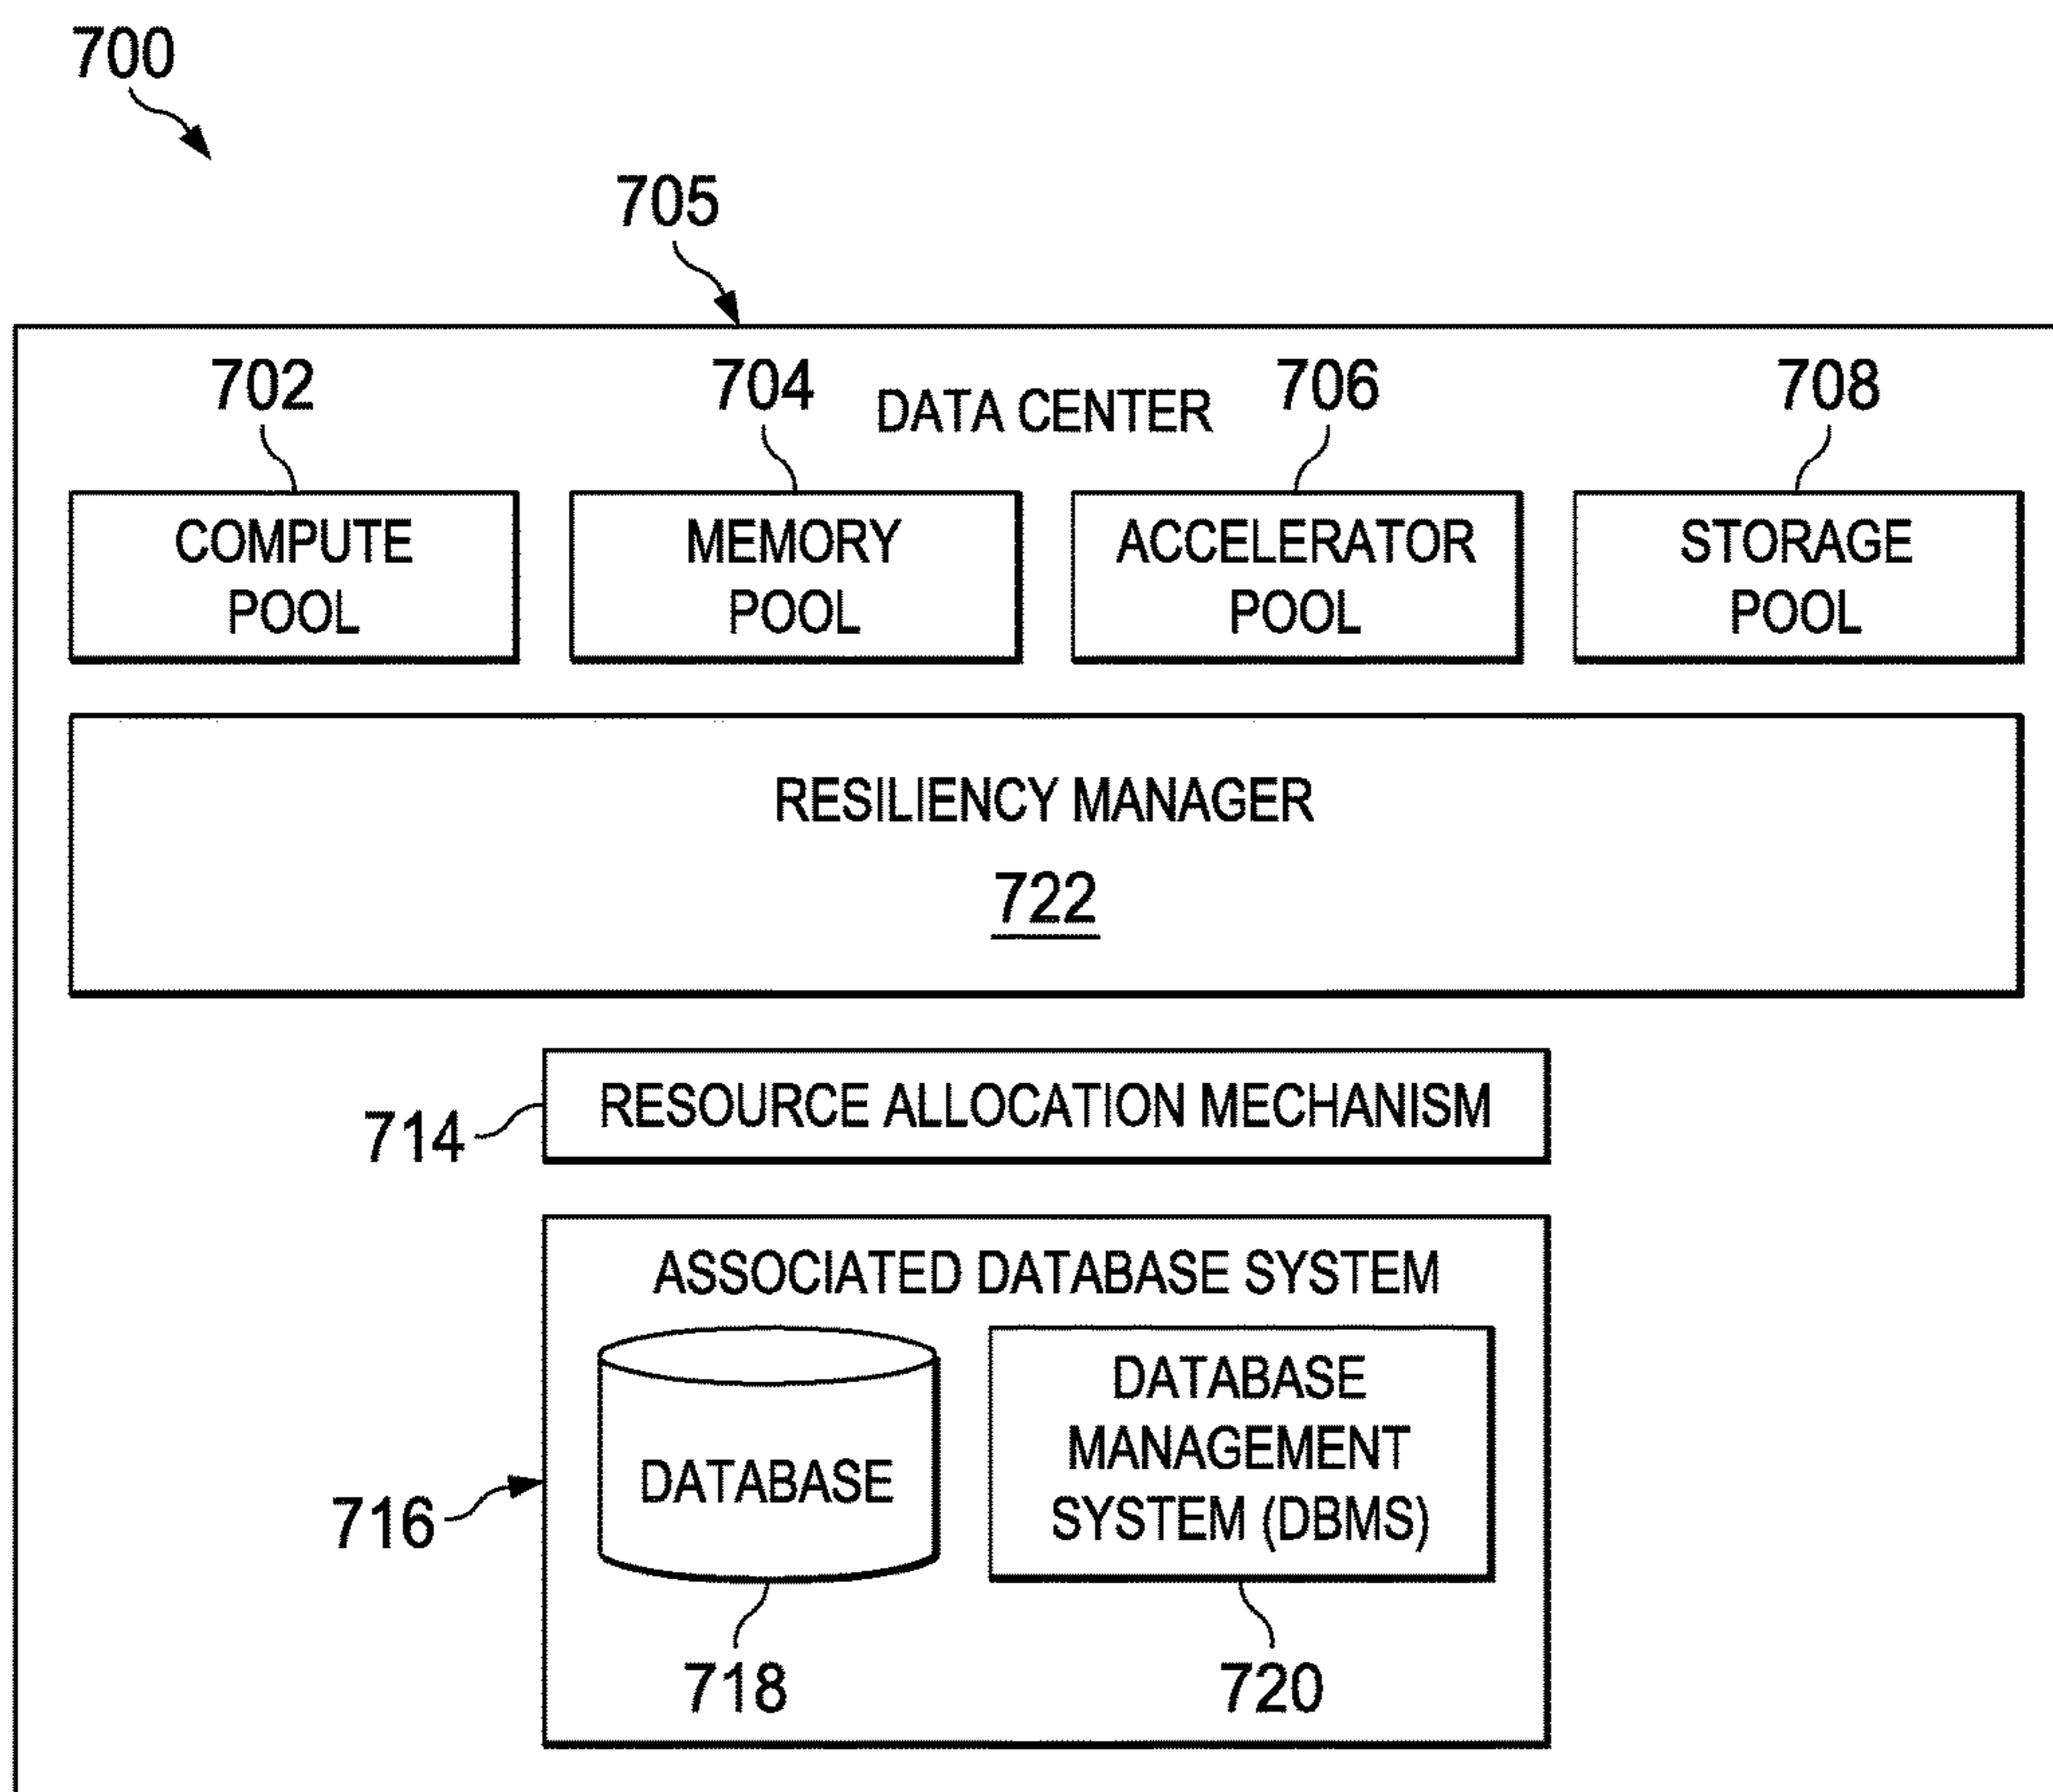 700
705
702
704
DATA CENTER
706
708
COMPUTE
POOL
MEMORY
POOL
ACCELERATOR
POOL
STORAGE
POOL
RESILIENCY MANAGER
722
714
RESOURCE ALLOCATION MECHANISM
ASSOCIATED DATABASE SYSTEM
716
DATABASE
DATABASE
MANAGEMENT
SYSTEM (DBMS)
718
720